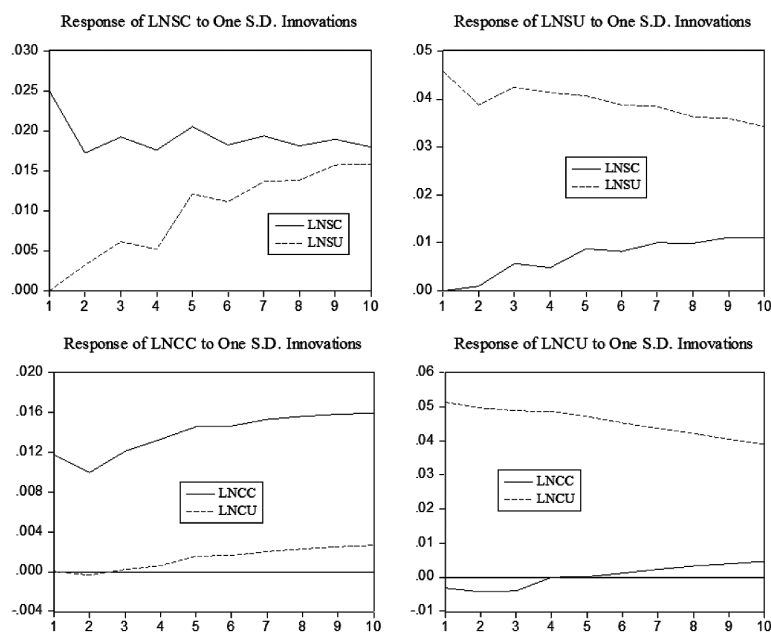 Response of LNSC to One S.D. Innovations
.030
.025
.020
.015
.010
.005
.000
LNSC
LNSU
1 2 3 4 5 6 7 8 9 10
Response of LNSU to One S.D. Innovations
.05
.04
.03
.02
.01
.00
LNSC
LNSU
1 2 3 4 5 6 7 8 9 10
Response of LNCC to One S.D. Innovations
.020
.016
.012
.008
.004
.000
-.004
LNCC
LNCU
1 2 3 4 5 6 7 8 9 10
Response of LNCU to One S.D. Innovations
.06
.05
.04
.03
.02
.01
.00
-.01
LNCC
LNCU
1 2 3 4 5 6 7 8 9 10